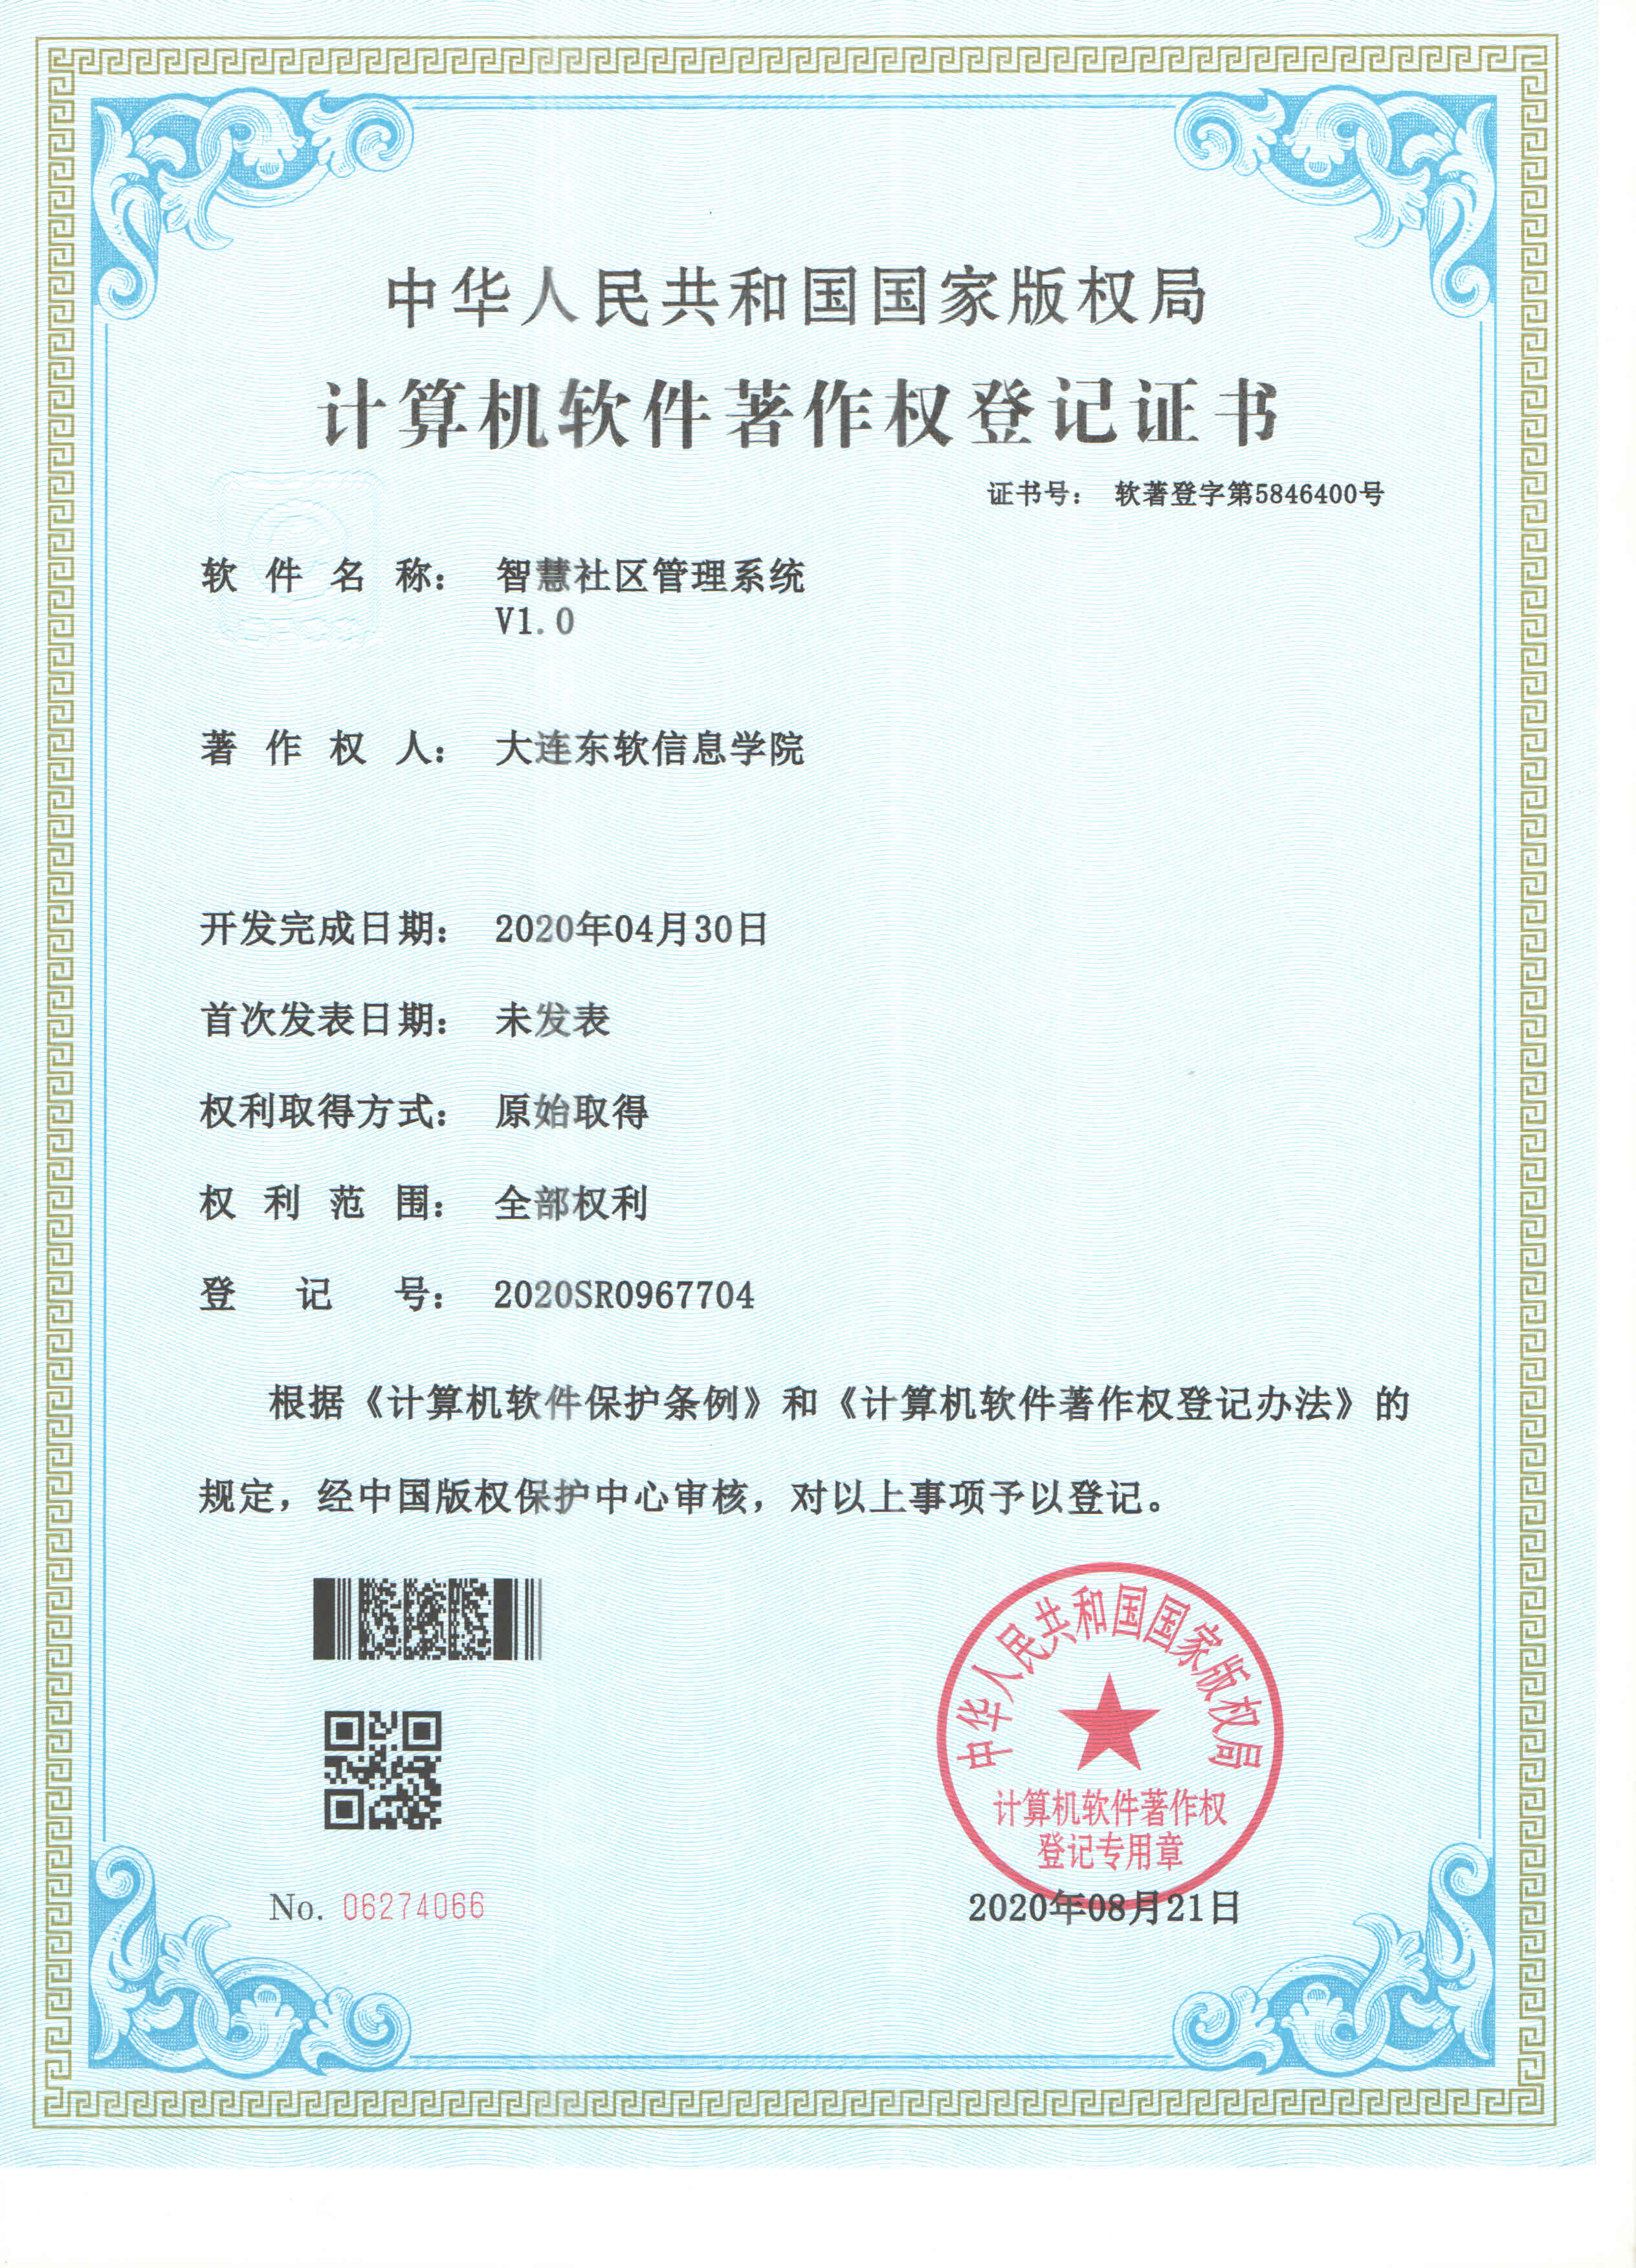 中华人民共和国国家版权局
计算机软件著作权登记证书
证书号： 软著登字第5846400号
软件名称： 智慧社区管理系统
V1.0
著作权人： 大连东软信息学院
开发完成日期： 2020年04月30日
首次发表日期： 未发表
权利取得方式： 原始取得
权利范围： 全部权利
登记号： 2020SR0967704
根据《计算机软件保护条例》和《计算机软件著作权登记办法》的
规定，经中国版权保护中心审核，对以上事项予以登记。
中华人民共和国国家版权局
计算机软件著作权
登记专用章
No. 06274066
2020年08月21日